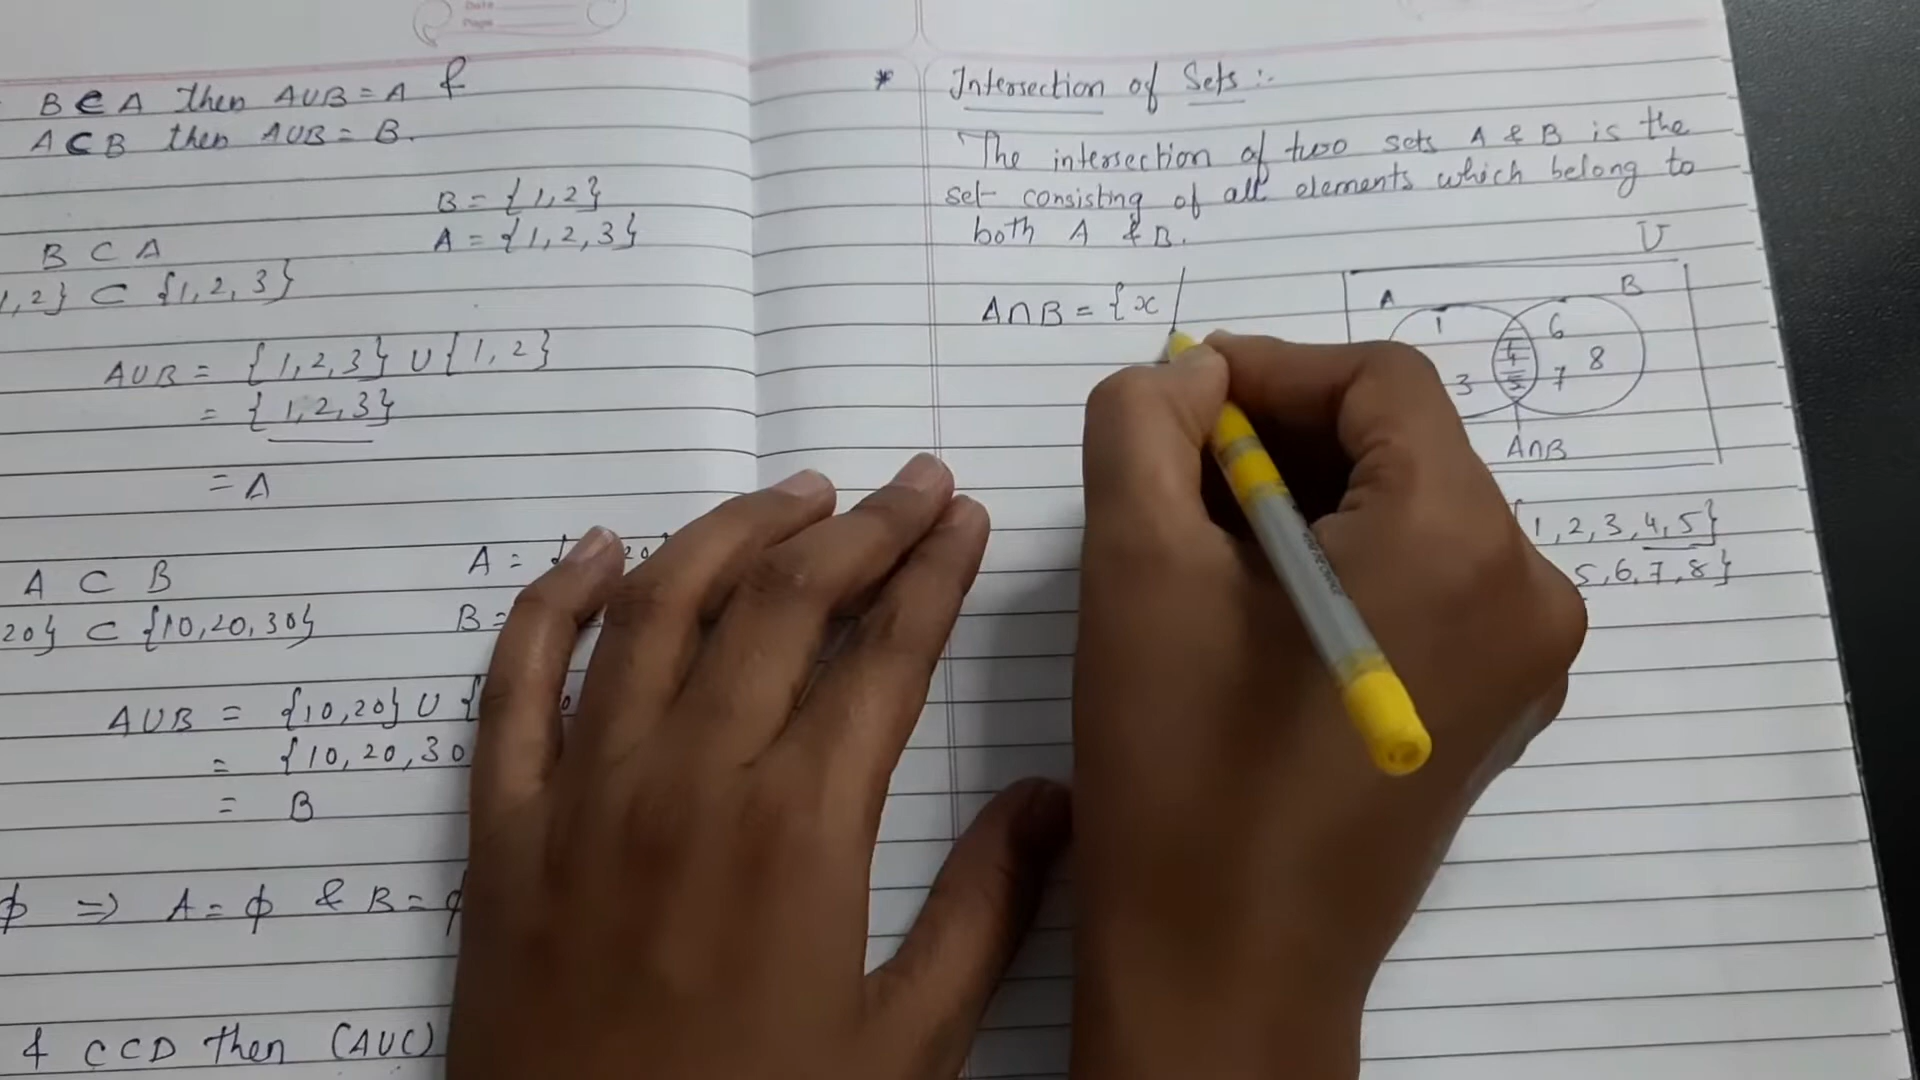 Date
Page
B ⊂ A then A∪B = A &
A ⊂ B then A∪B = B.
B = {1,2}
A = {1,2,3}
B ⊂ A
1,2} ⊂ {1,2,3}
A∪B = {1,2,3} ∪ {1,2}
= {1,2,3}
= A
A ⊂ B
A = {
20} ⊂ {10,20,30}
B =
A∪B = {10,20} ∪ {
= {10,20,30
= B
ϕ ⇒ A = ϕ & B = ϕ
& C⊂D then (A∪C)
* Intersection of Sets :-
The intersection of two sets A & B is the
set consisting of all elements which belong to
both A & B.
U
A∩B = {x /
A
B
1
6
4
8
3
5
7
A∩B
{1,2,3,4,5}
5,6,7,8}